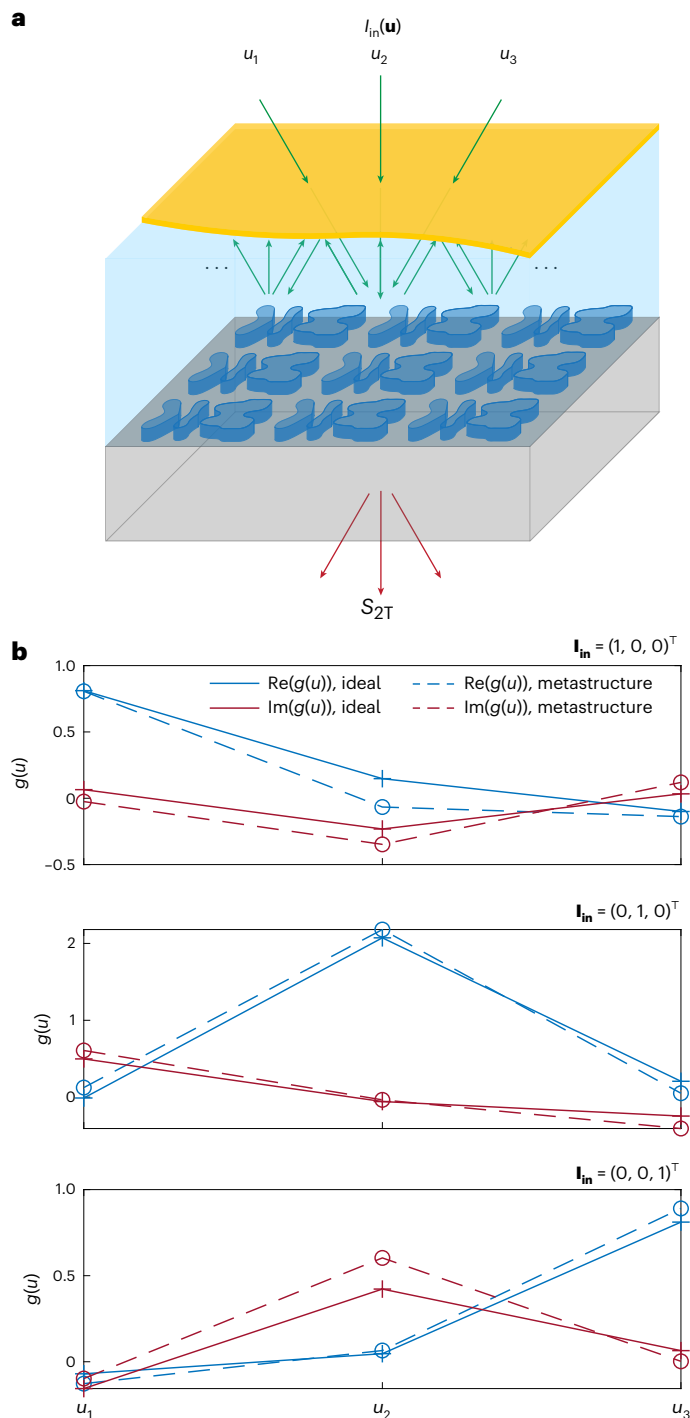 a
I_in(u)
u_1 u_2 u_3
... ...
S_2T
b
I_in = (1, 0, 0)^T
1.0
Re(g(u)), ideal Re(g(u)), metastructure
Im(g(u)), ideal Im(g(u)), metastructure
0.5
g(u)
0
–0.5
I_in = (0, 1, 0)^T
2
g(u)
1
0
I_in = (0, 0, 1)^T
1.0
g(u)
0.5
0
u_1 u_2 u_3